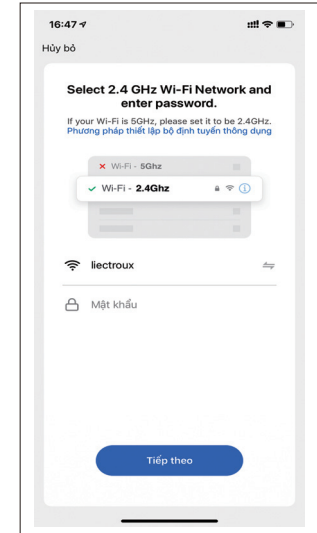 16:47
Hủy bỏ
Select 2.4 GHz Wi-Fi Network and
enter password.
If your Wi-Fi is 5GHz, please set it to be 2.4GHz.
Phương pháp thiết lập bộ định tuyến thông dụng
Wi-Fi - 5Ghz
Wi-Fi - 2.4Ghz
liectroux
Mật khẩu
Tiếp theo